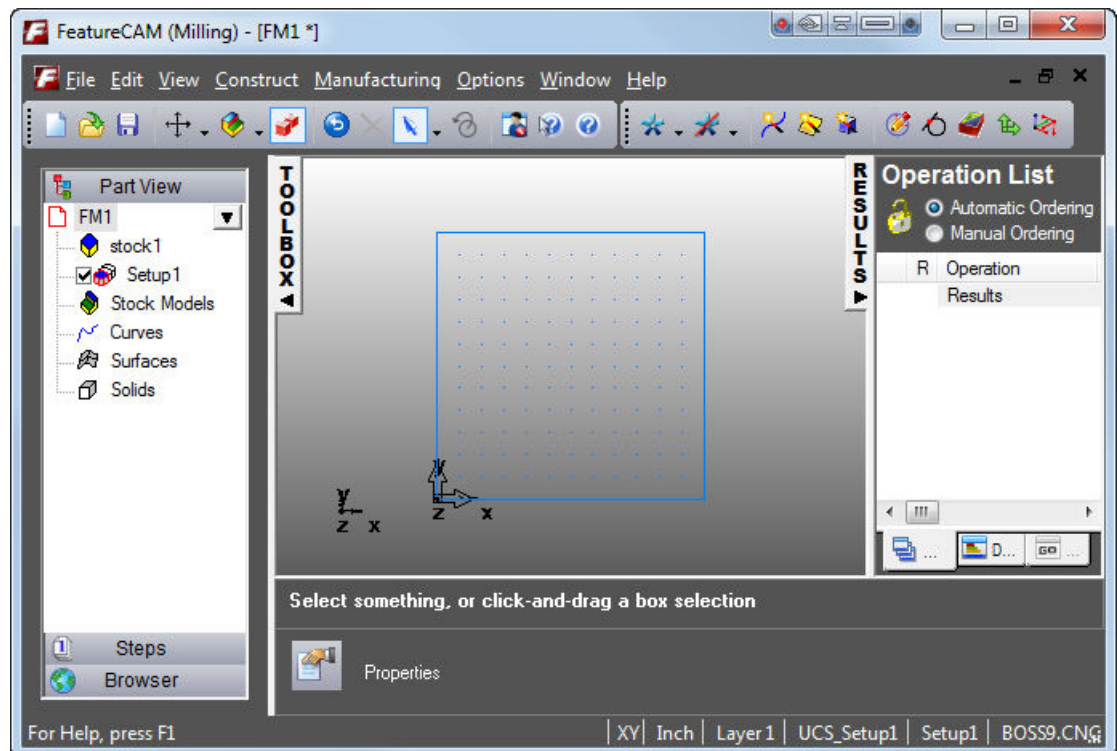 FeatureCAM (Milling) - [FM1 *]
File Edit View Construct Manufacturing Options Window Help
Part View
FM1
stock1
Setup1
Stock Models
Curves
Surfaces
Solids
1 Steps
Browser
TOOLBOX
y
z x
y
z x
RESULTS
Operation List
Automatic Ordering
Manual Ordering
R Operation
Results
... D... GO ...
Select something, or click-and-drag a box selection
Properties
For Help, press F1 XY Inch Layer 1 UCS_Setup1 Setup1 BOSS9.CNC